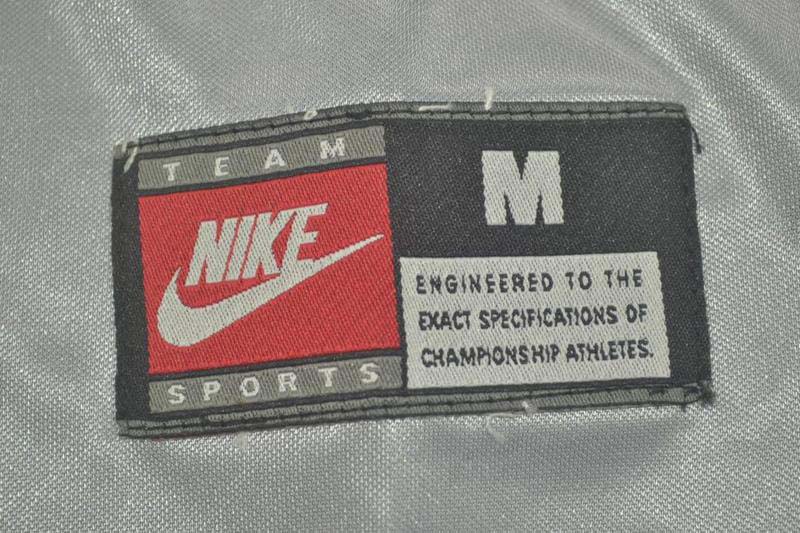 TEAM
NIKE
SPORTS
M
ENGINEERED TO THE
EXACT SPECIFICATIONS OF
CHAMPIONSHIP ATHLETES.